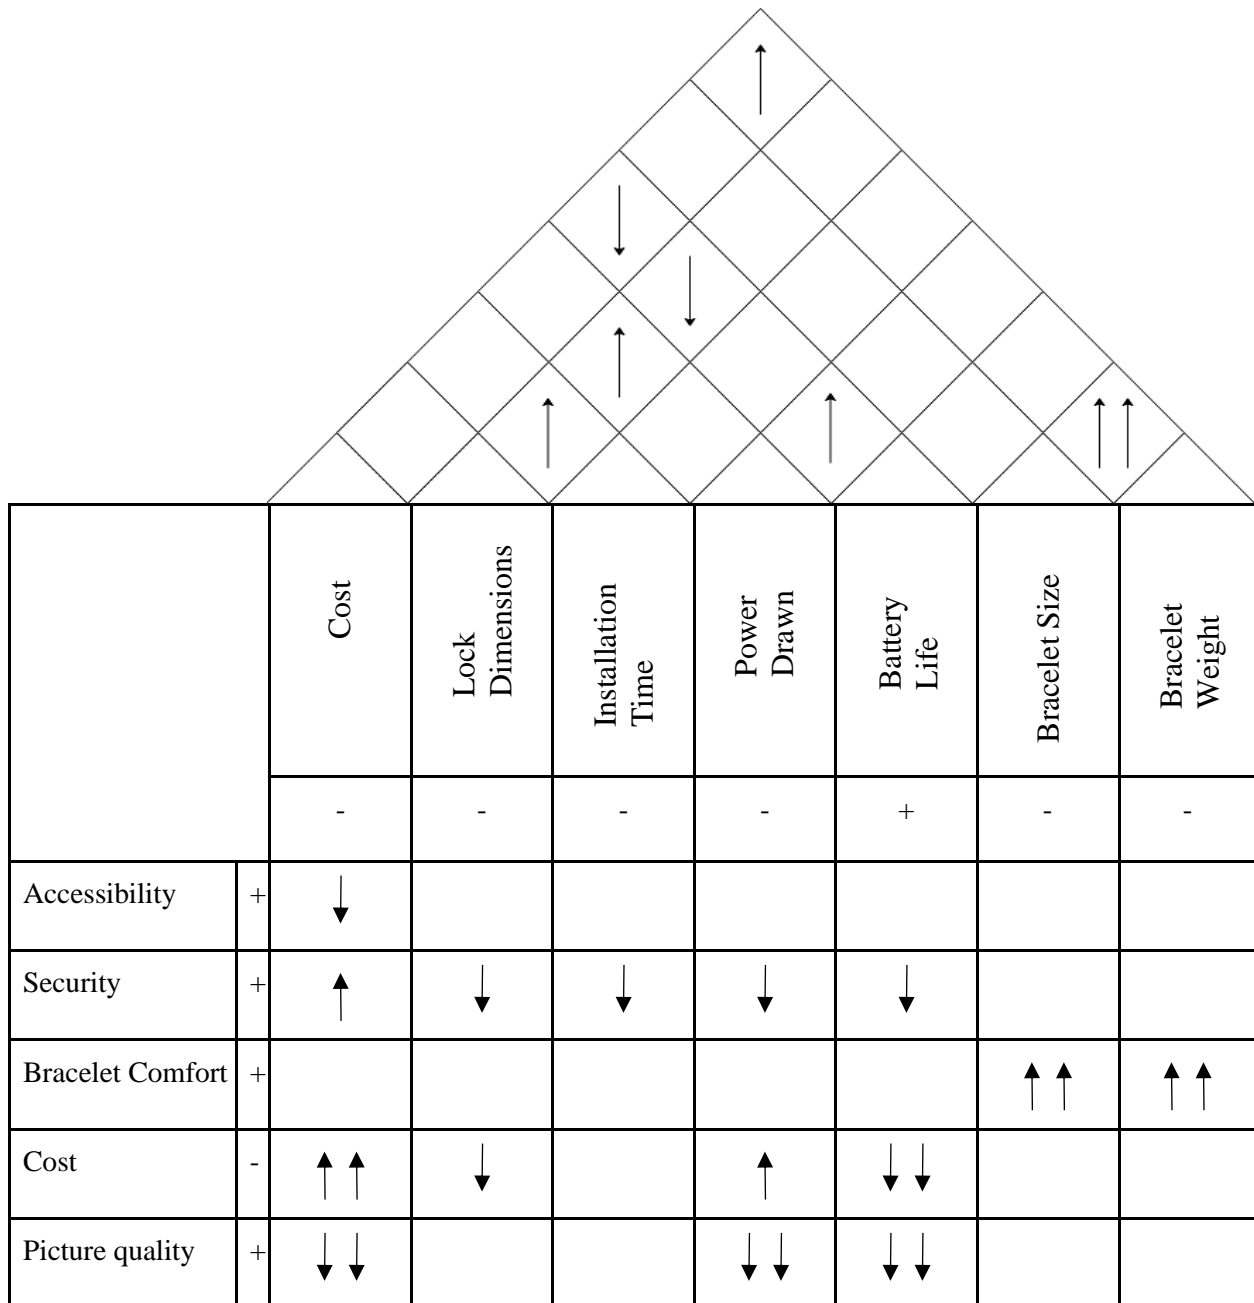 Cost
Lock
Dimensions
Installation
Time
Power
Drawn
Battery
Life
Bracelet Size
Bracelet
Weight
- - - - + - -
Accessibility +
Security +
Bracelet Comfort +
Cost -
Picture quality +